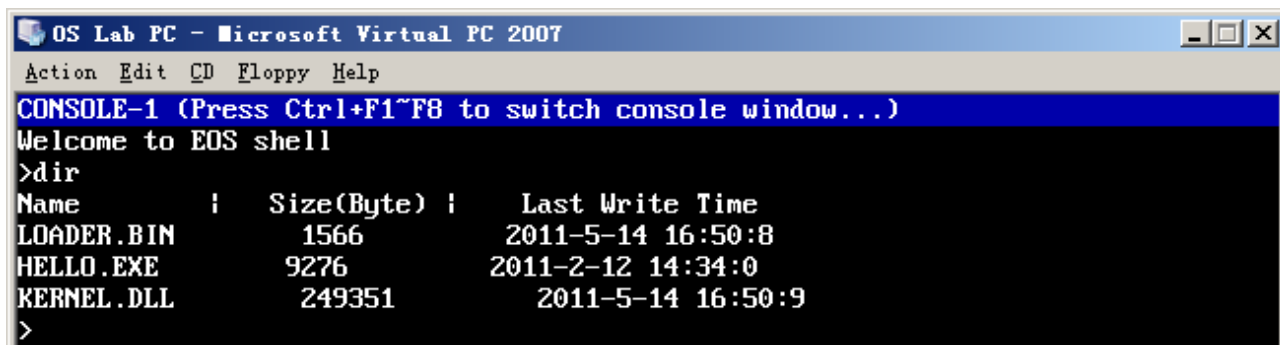 OS Lab PC - Microsoft Virtual PC 2007
Action Edit CD Floppy Help
CONSOLE-1 (Press Ctrl+F1~F8 to switch console window...)
Welcome to EOS shell
>dir
Name | Size(Byte) | Last Write Time
LOADER.BIN 1566 2011-5-14 16:50:8
HELLO.EXE 9276 2011-2-12 14:34:0
KERNEL.DLL 249351 2011-5-14 16:50:9
>